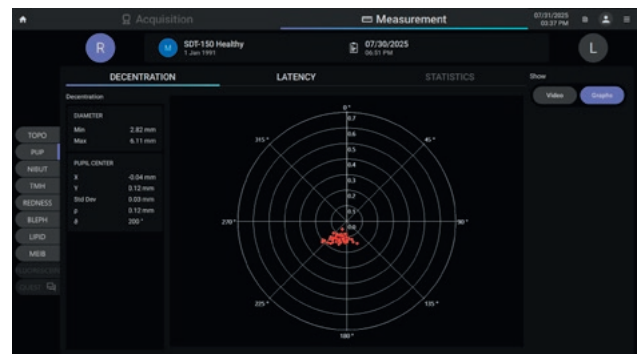 Acquisition
Measurement
07/31/2025
03:37 PM
R
M
SDT-150 Healthy
1 Jan 1991
07/30/2025
06:51 PM
L
DECENTRATION
LATENCY
STATISTICS
Show
Video
Graphs
Decentration
DIAMETER
Min 2.82 mm
Max 6.11 mm
PUPIL CENTER
X -0.04 mm
Y 0.12 mm
Std Dev 0.03 mm
ρ 0.12 mm
200 °
TOPO
PUP
NIBUT
TMH
REDNESS
BLEPH
LIPID
MEIB
QUEST
0°
0.7
0.6
0.5
0.4
0.3
0.2
0.1
0.0
315 °
45 °
270 °
90 °
225 °
135 °
180 °